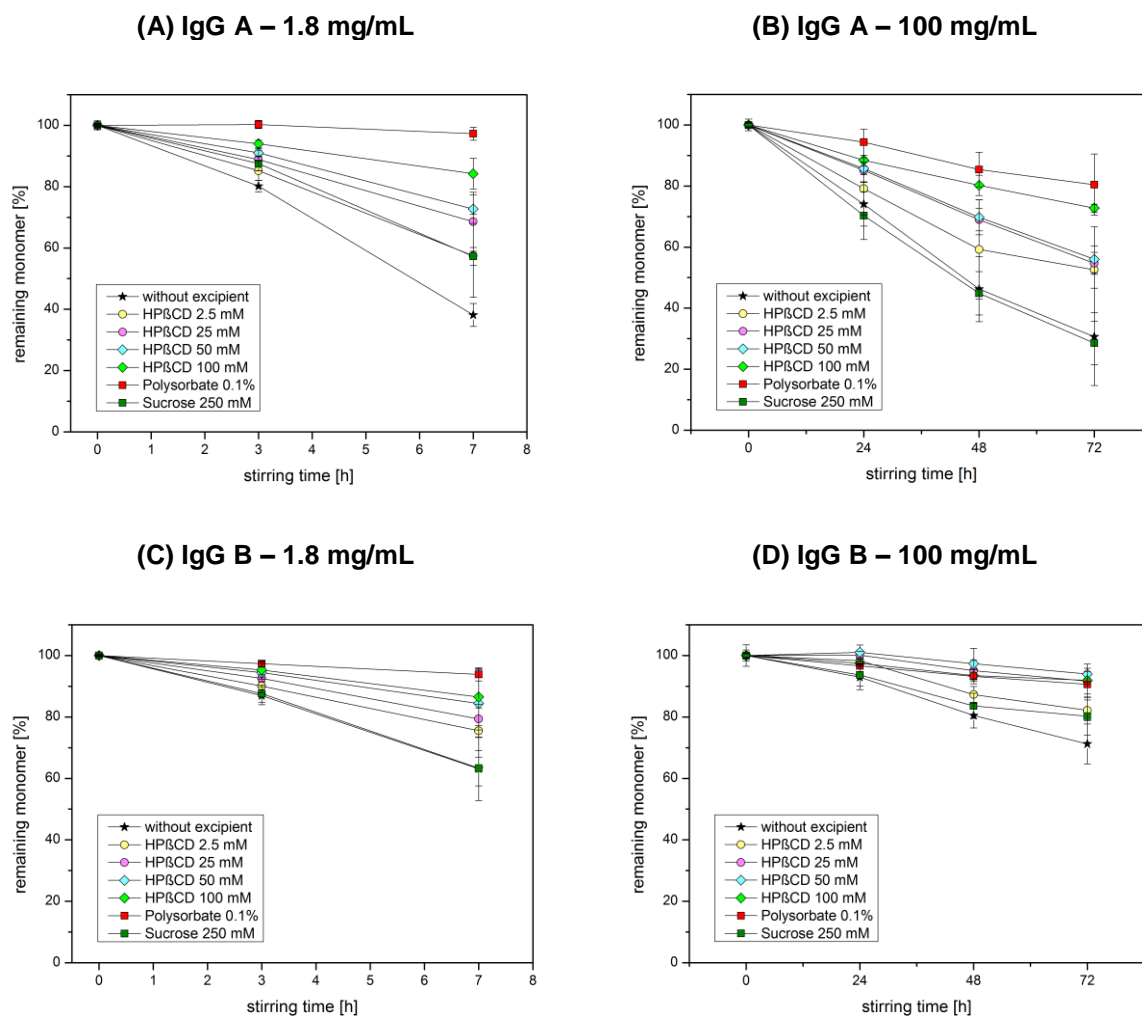 (A) IgG A – 1.8 mg/mL
remaining monomer [%]
100
80
60
40
20
0
without excipient
HPßCD 2.5 mM
HPßCD 25 mM
HPßCD 50 mM
HPßCD 100 mM
Polysorbate 0.1%
Sucrose 250 mM
0 1 2 3 4 5 6 7 8
stirring time [h]
(B) IgG A – 100 mg/mL
remaining monomer [%]
100
80
60
40
20
0
without excipient
HPßCD 2.5 mM
HPßCD 25 mM
HPßCD 50 mM
HPßCD 100 mM
Polysorbate 0.1%
Sucrose 250 mM
0 24 48 72
stirring time [h]
(C) IgG B – 1.8 mg/mL
remaining monomer [%]
100
80
60
40
20
0
without excipient
HPßCD 2.5 mM
HPßCD 25 mM
HPßCD 50 mM
HPßCD 100 mM
Polysorbate 0.1%
Sucrose 250 mM
0 1 2 3 4 5 6 7 8
stirring time [h]
(D) IgG B – 100 mg/mL
remaining monomer [%]
100
80
60
40
20
0
without excipient
HPßCD 2.5 mM
HPßCD 25 mM
HPßCD 50 mM
HPßCD 100 mM
Polysorbate 0.1%
Sucrose 250 mM
0 24 48 72
stirring time [h]